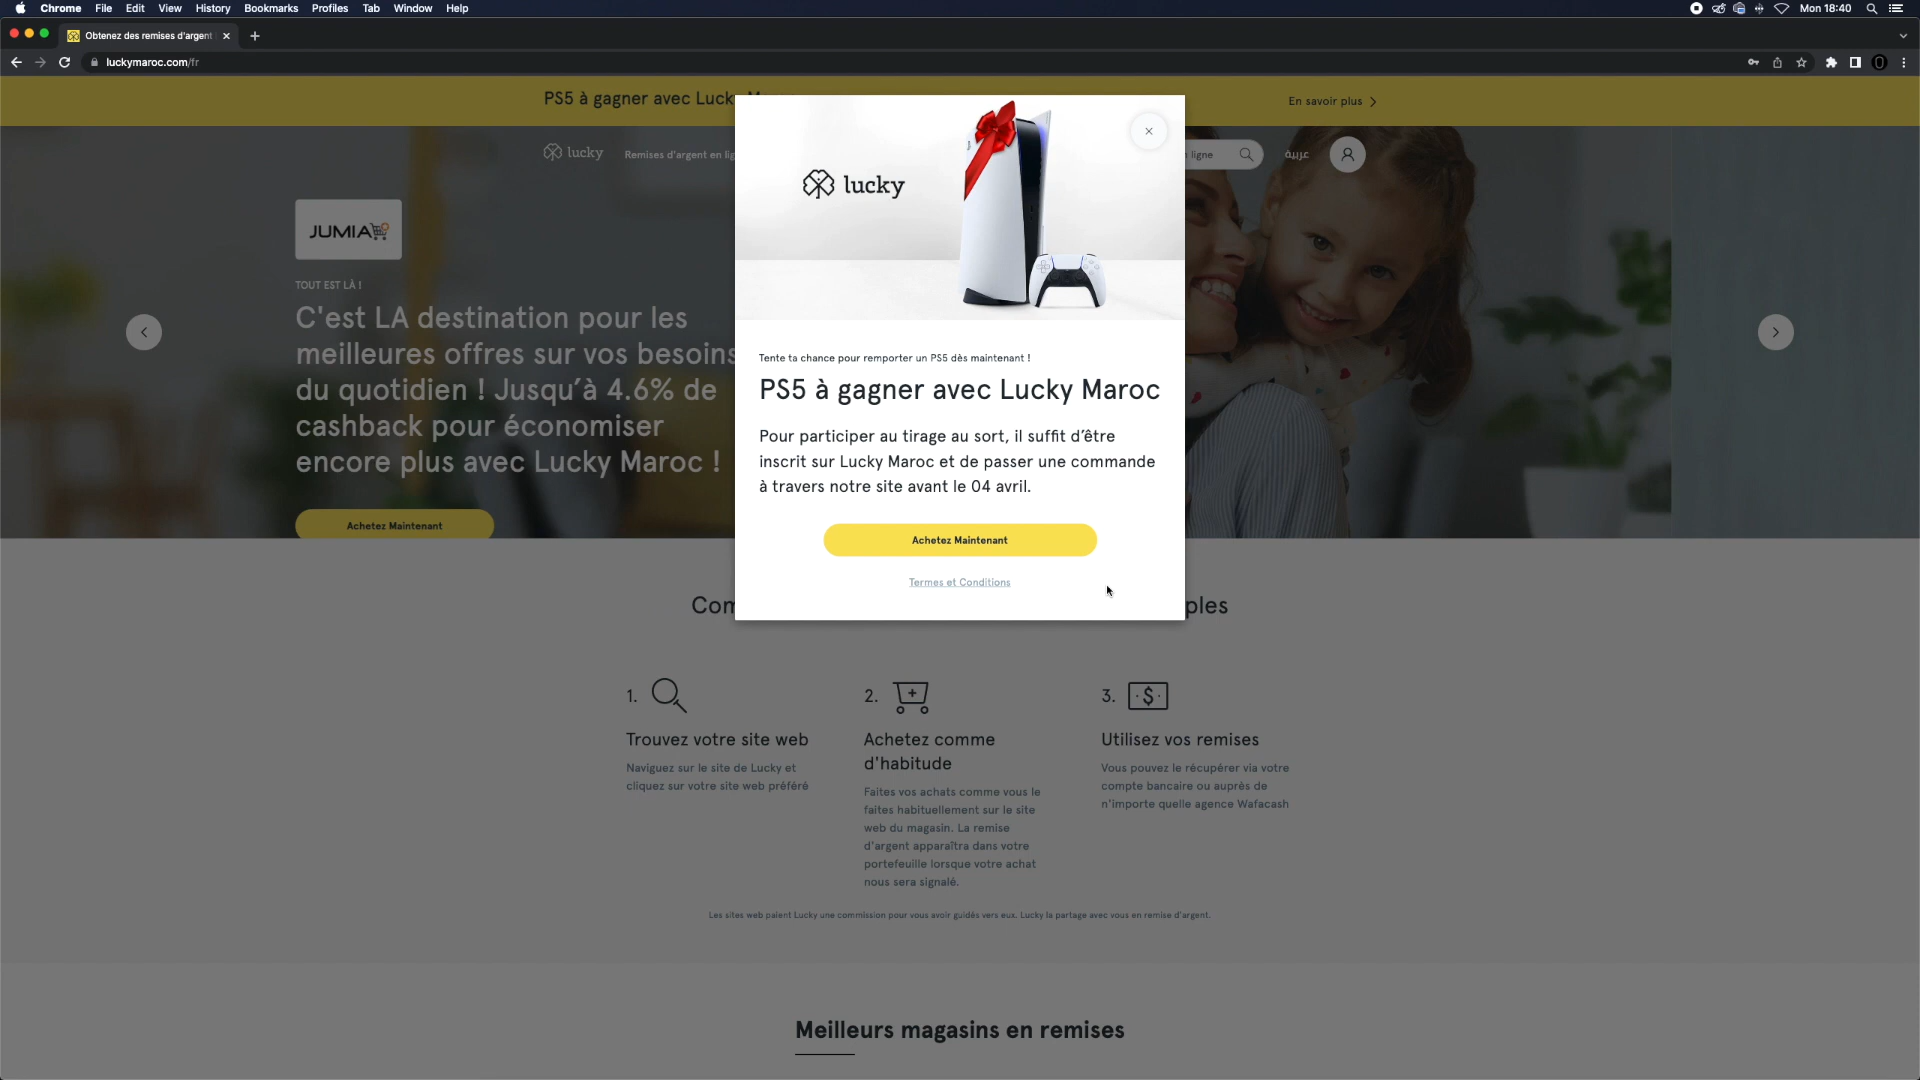 Chrome File Edit View History Bookmarks Profiles Tab Window Help
Mon 18:40
Obtenez des remises d'argent
luckymaroc.com/fr
PS5 à gagner avec Luck
En savoir plus
lucky
Remises d'argent en lig
ligne
عربية
JUMIA
TOUT EST LÀ !
C'est LA destination pour les
meilleures offres sur vos besoins
du quotidien ! Jusqu'à 4.6% de
cashback pour économiser
encore plus avec Lucky Maroc !
Achetez Maintenant
lucky
Tente ta chance pour remporter un PS5 dès maintenant !
PS5 à gagner avec Lucky Maroc
Pour participer au tirage au sort, il suffit d'être
inscrit sur Lucky Maroc et de passer une commande
à travers notre site avant le 04 avril.
Achetez Maintenant
Termes et Conditions
Com
ples
1.
Trouvez votre site web
Naviguez sur le site de Lucky et
cliquez sur votre site web préféré
2.
Achetez comme
d'habitude
Faites vos achats comme vous le
faites habituellement sur le site
web du magasin. La remise
d'argent apparaîtra dans votre
portefeuille lorsque votre achat
nous sera signalé.
3. $
Utilisez vos remises
Vous pouvez le récupérer via votre
compte bancaire ou auprès de
n'importe quelle agence Wafacash
Les sites web paient Lucky une commission pour vous avoir guidés vers eux. Lucky la partage avec vous en remise d'argent.
Meilleurs magasins en remises